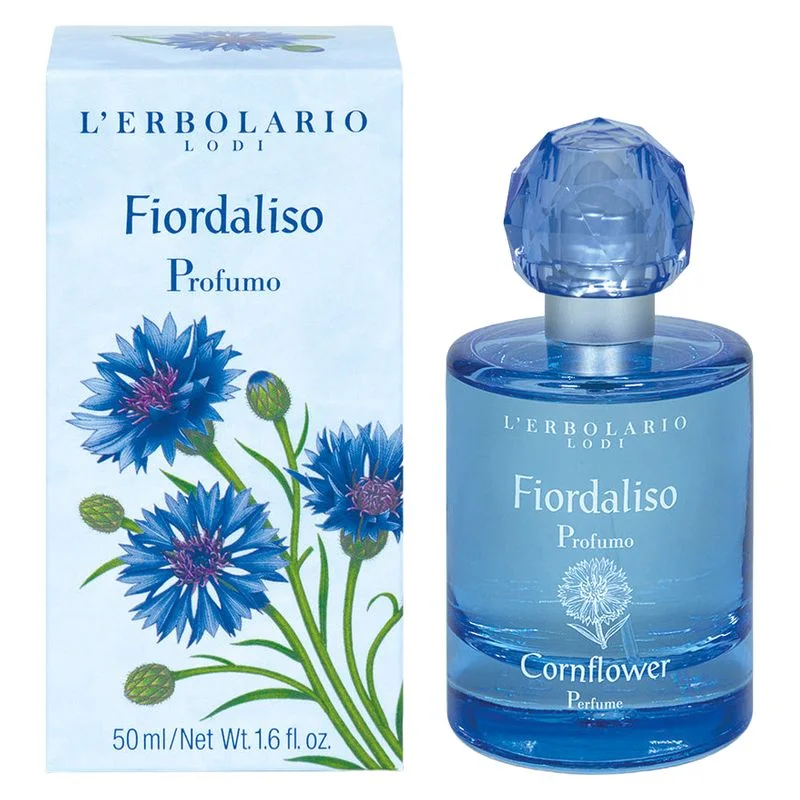 L'ERBOLARIO
LODI
Fiordaliso
Profumo
50 ml/Net Wt. 1.6 fl. oz.
L'ERBOLARIO
LODI
Fiordaliso
Profumo
Cornflower
Perfume